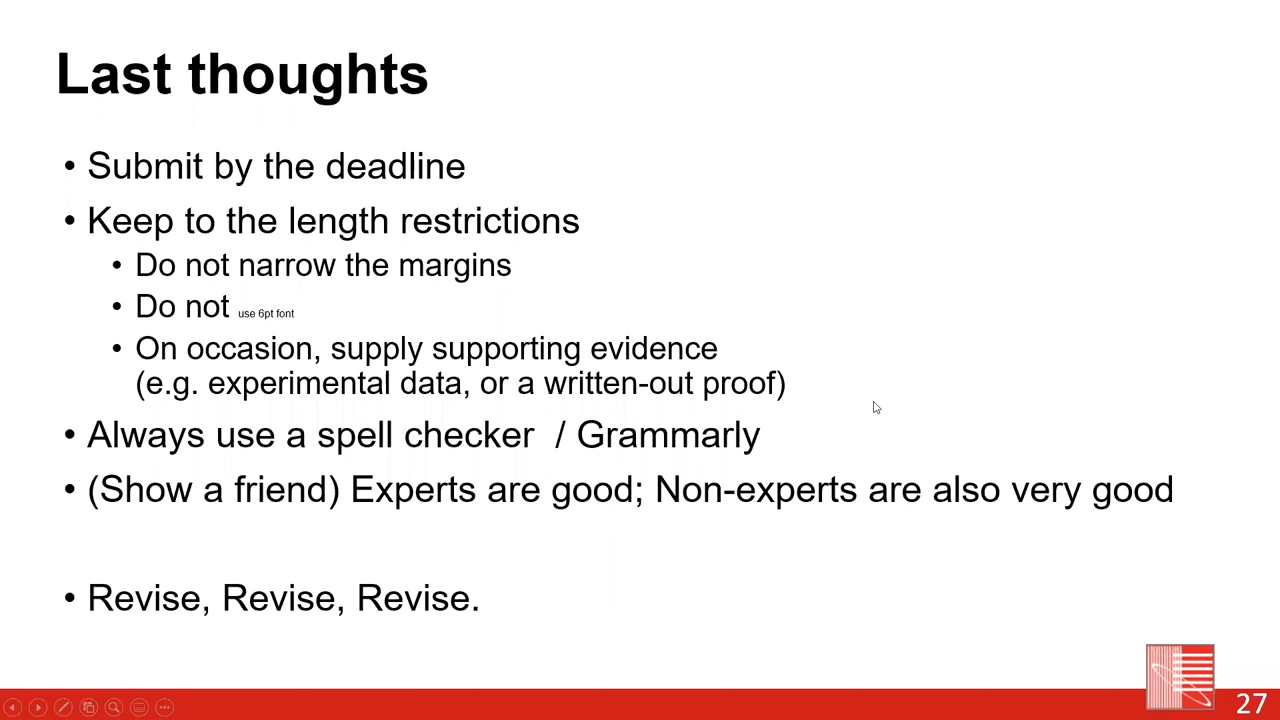 Last thoughts
• Submit by the deadline
• Keep to the length restrictions
• Do not narrow the margins
• Do not use 6pt font
• On occasion, supply supporting evidence
(e.g. experimental data, or a written-out proof)
• Always use a spell checker / Grammarly
• (Show a friend) Experts are good; Non-experts are also very good
• Revise, Revise, Revise.
27